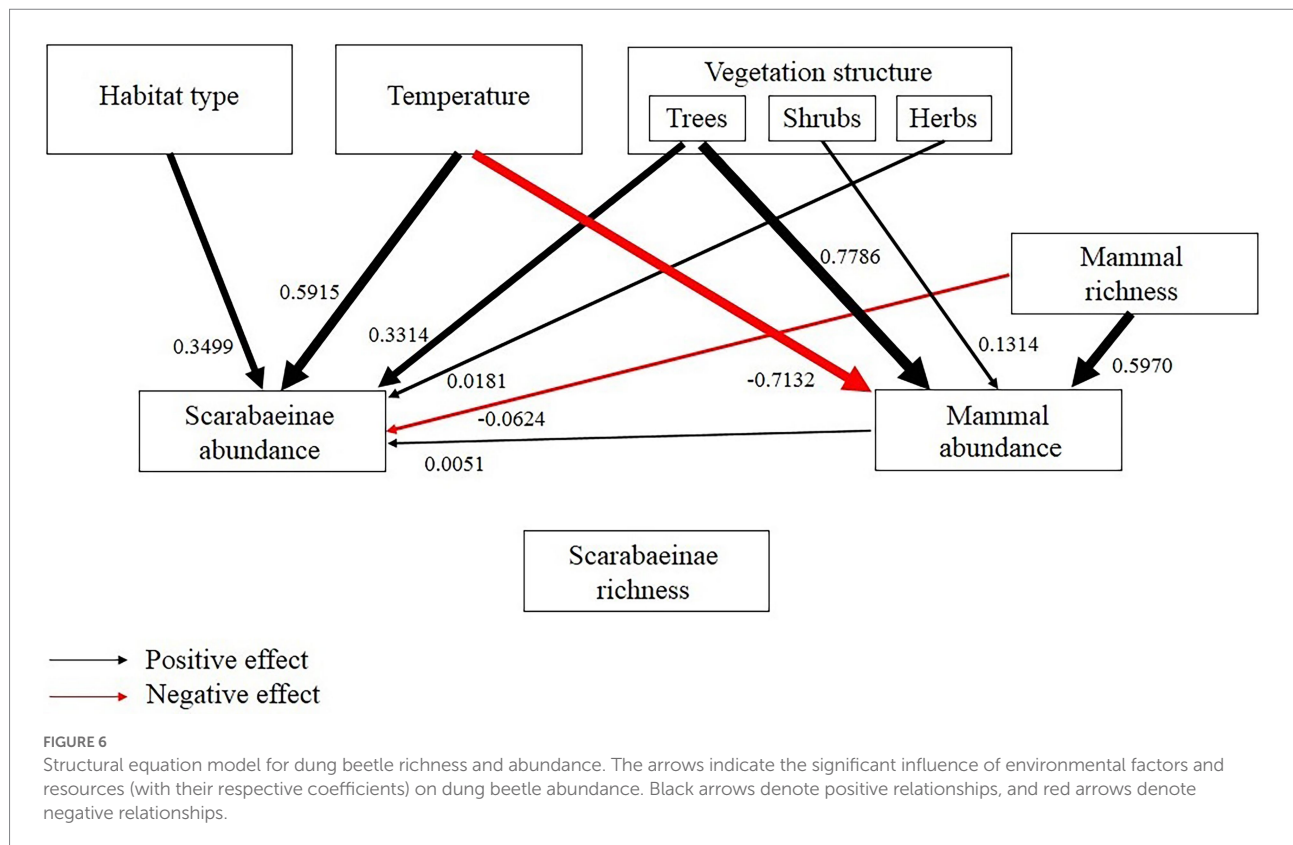 Habitat type
Temperature
Vegetation structure
Trees
Shrubs
Herbs
Mammal
richness
0.7786
0.5915
0.3499
0.3314
0.1314
0.5970
0.0181
-0.7132
-0.0624
0.0051
Scarabaeinae
abundance
Mammal
abundance
Scarabaeinae
richness
Positive effect
Negative effect
FIGURE 6
Structural equation model for dung beetle richness and abundance. The arrows indicate the significant influence of environmental factors and
resources (with their respective coefficients) on dung beetle abundance. Black arrows denote positive relationships, and red arrows denote
negative relationships.